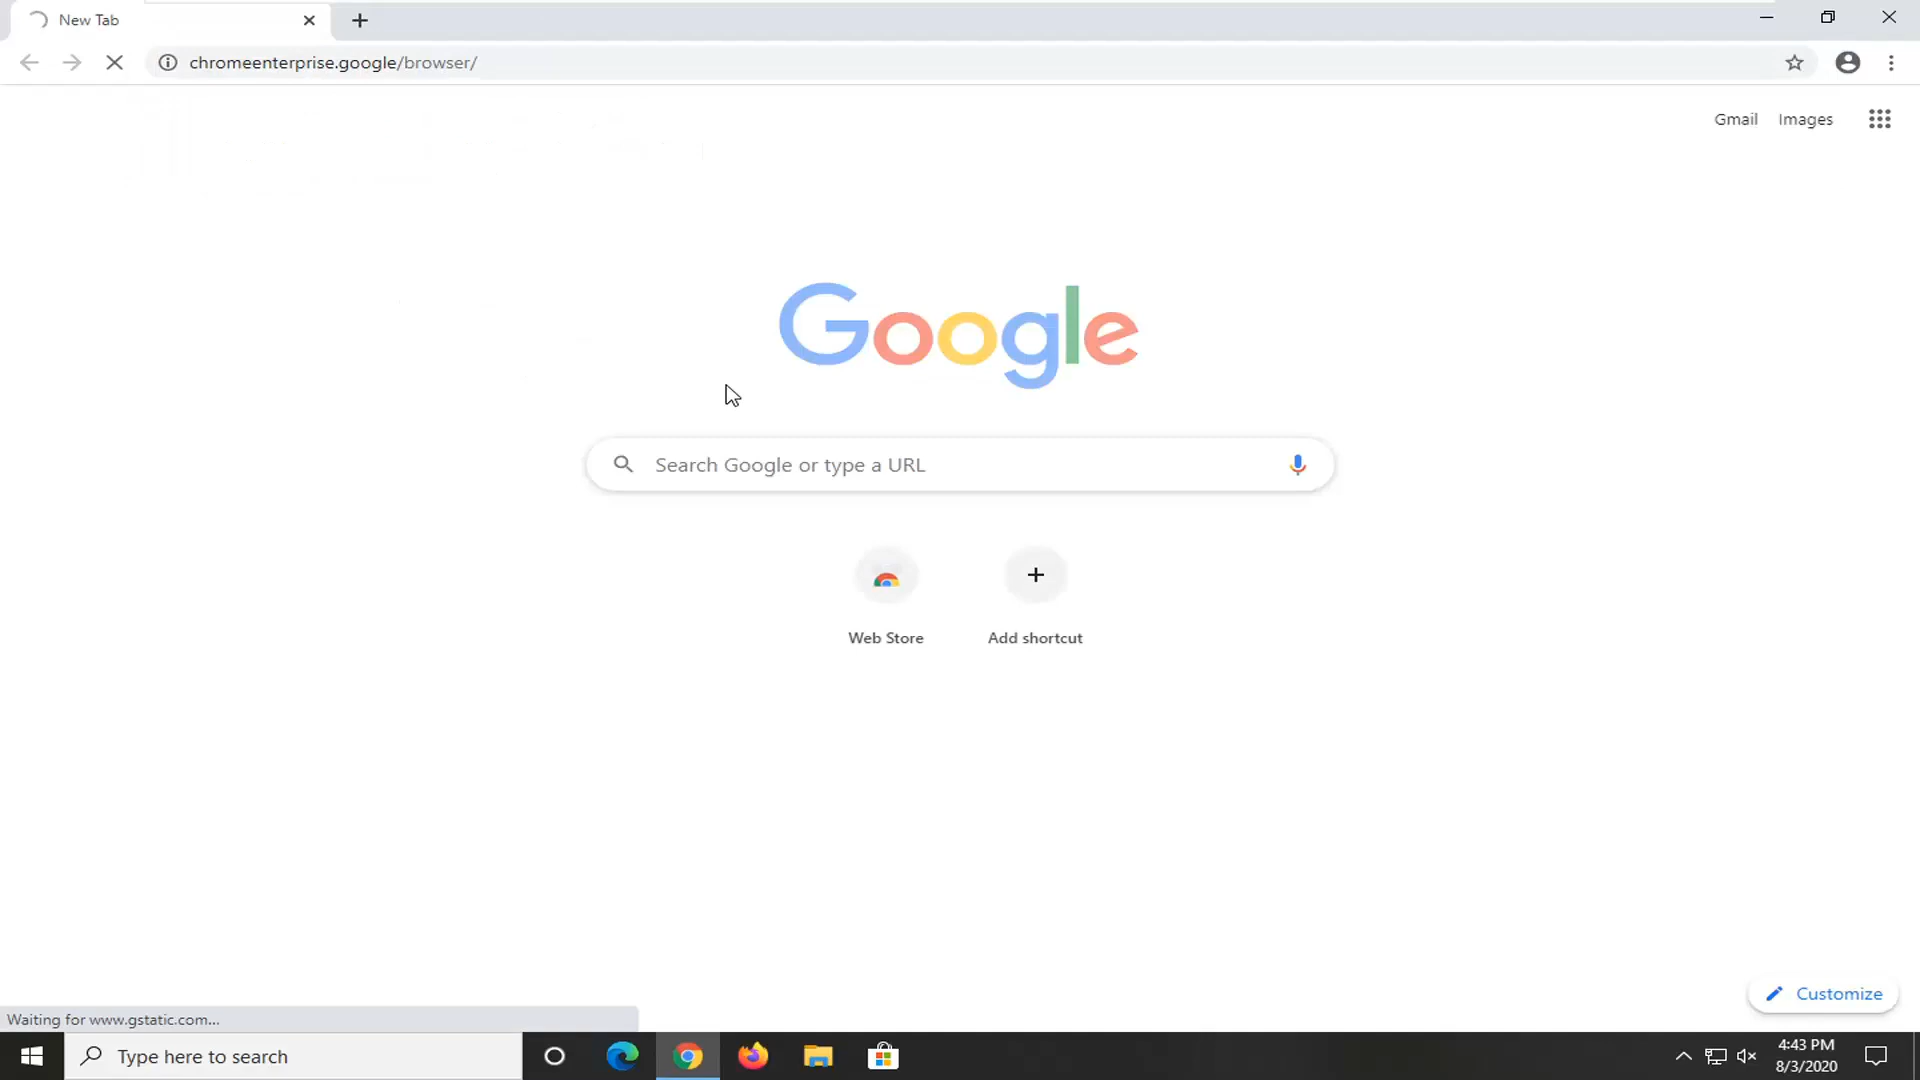 New Tab
chromeenterprise.google/browser/
Gmail Images
Google
Search Google or type a URL
Web Store Add shortcut
Customize
Waiting for www.gstatic.com...
Type here to search
4:43 PM
8/3/2020